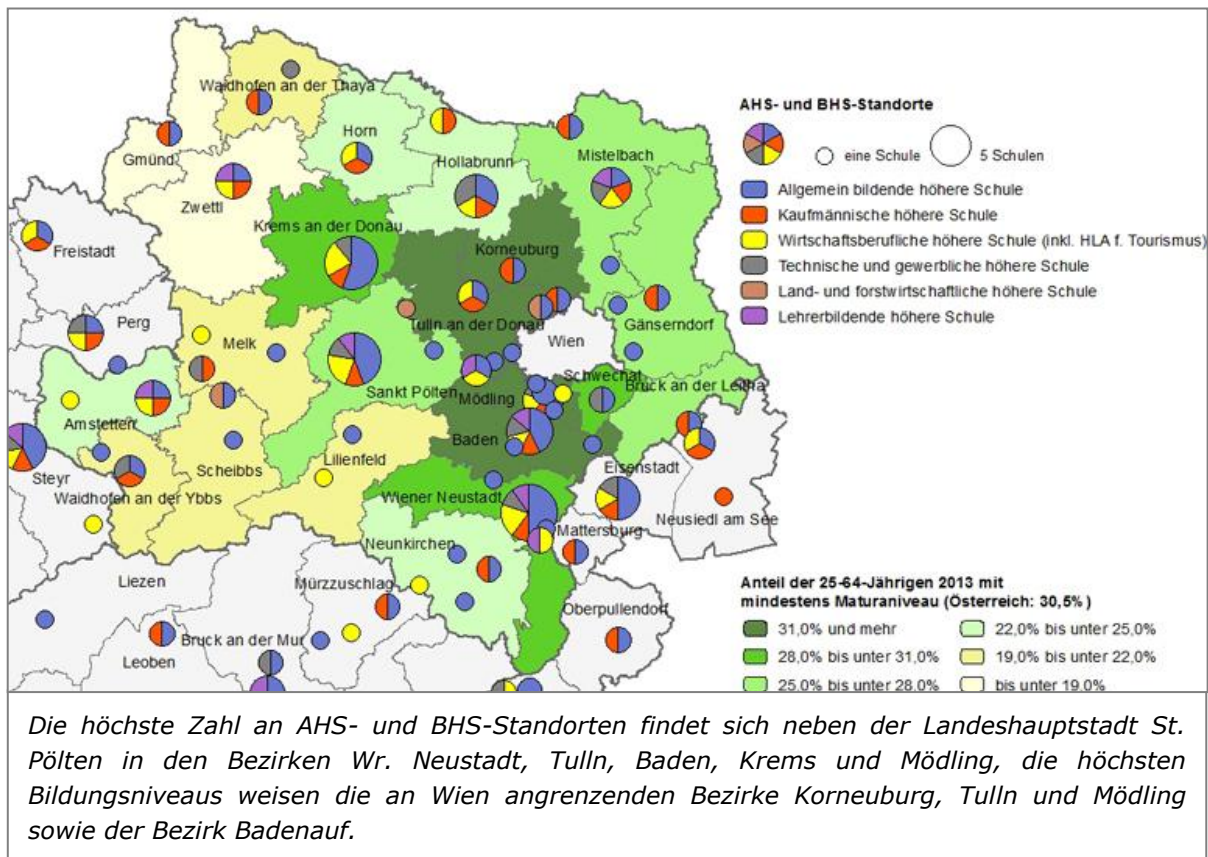 Waidhofen an der Thaya
Gmünd
Horn
Hollabrunn
Mistelbach
Zwettl
Krems an der Donau
Freistadt
Korneuburg
Perg
Melk
Tulln an der Donau
Wien
Gänserndorf
Sankt Pölten
Mödling
Schwechat
Bruck an der Leitha
Amstetten
Baden
Scheibbs
Lilienfeld
Steyr
Waidhofen an der Ybbs
Eisenstadt
Wiener Neustadt
Neusiedl am See
Mattersburg
Neunkirchen
Liezen
Mürzzuschlag
Oberpullendorf
Bruck an der Mur
Leoben
AHS- und BHS-Standorte
eine Schule
5 Schulen
Allgemein bildende höhere Schule
Kaufmännische höhere Schule
Wirtschaftsberufliche höhere Schule (inkl. HLA f. Tourismus)
Technische und gewerbliche höhere Schule
Land- und forstwirtschaftliche höhere Schule
Lehrerbildende höhere Schule
Anteil der 25-64-Jährigen 2013 mit
mindestens Maturaniveau (Österreich: 30,5%)
31,0% und mehr
22,0% bis unter 25,0%
28,0% bis unter 31,0%
19,0% bis unter 22,0%
25,0% bis unter 28,0%
bis unter 19,0%
Die höchste Zahl an AHS- und BHS-Standorten findet sich neben der Landeshauptstadt St.
Pölten in den Bezirken Wr. Neustadt, Tulln, Baden, Krems und Mödling, die höchsten
Bildungsniveaus weisen die an Wien angrenzenden Bezirke Korneuburg, Tulln und Mödling
sowie der Bezirk Badenauf.